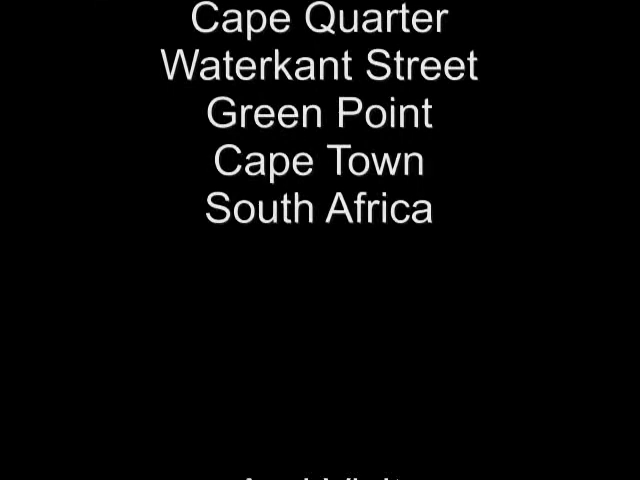 Cape Quarter
Waterkant Street
Green Point
Cape Town
South Africa